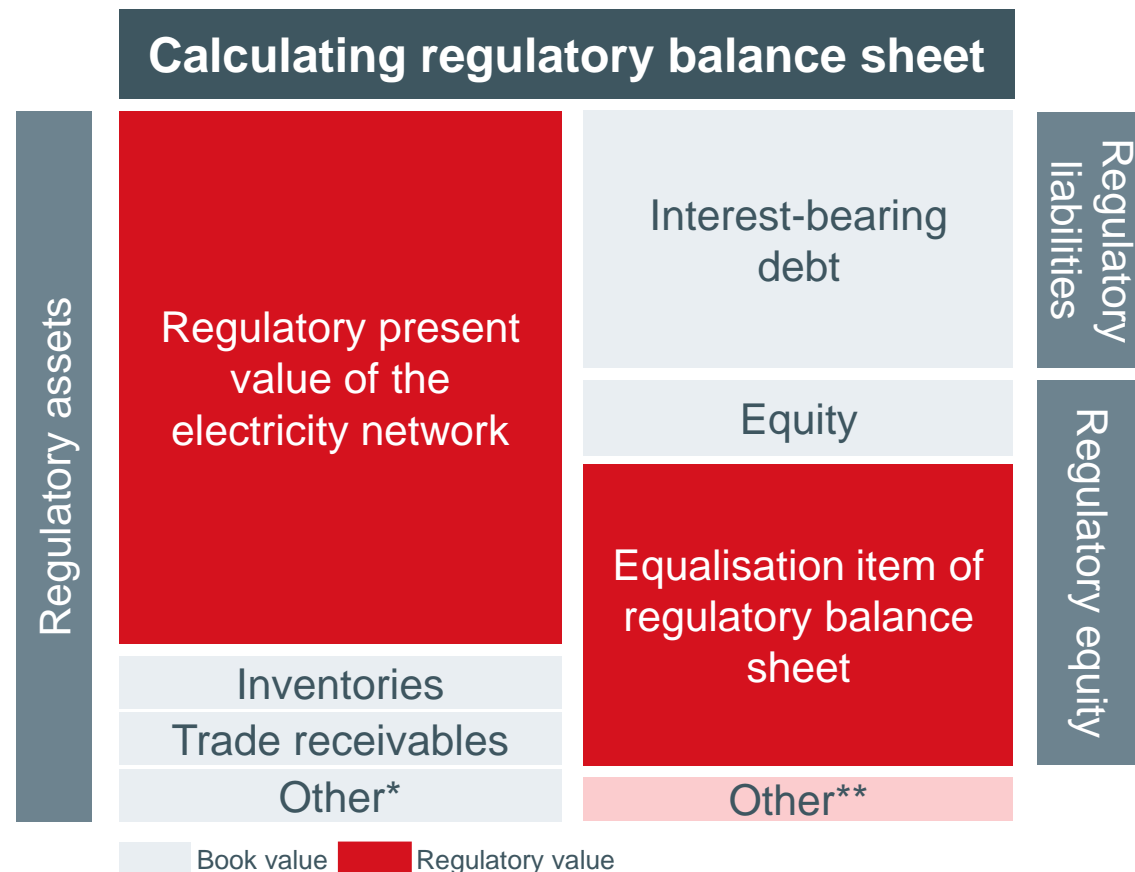 Calculating regulatory balance sheet
Regulatory assets
Regulatory present
value of the
electricity network
Inventories
Trade receivables
Other*
Interest-bearing
debt
Equity
Equalisation item of
regulatory balance
sheet
Other**
Regulatory
liabilities
Regulatory equity
Book value
Regulatory value